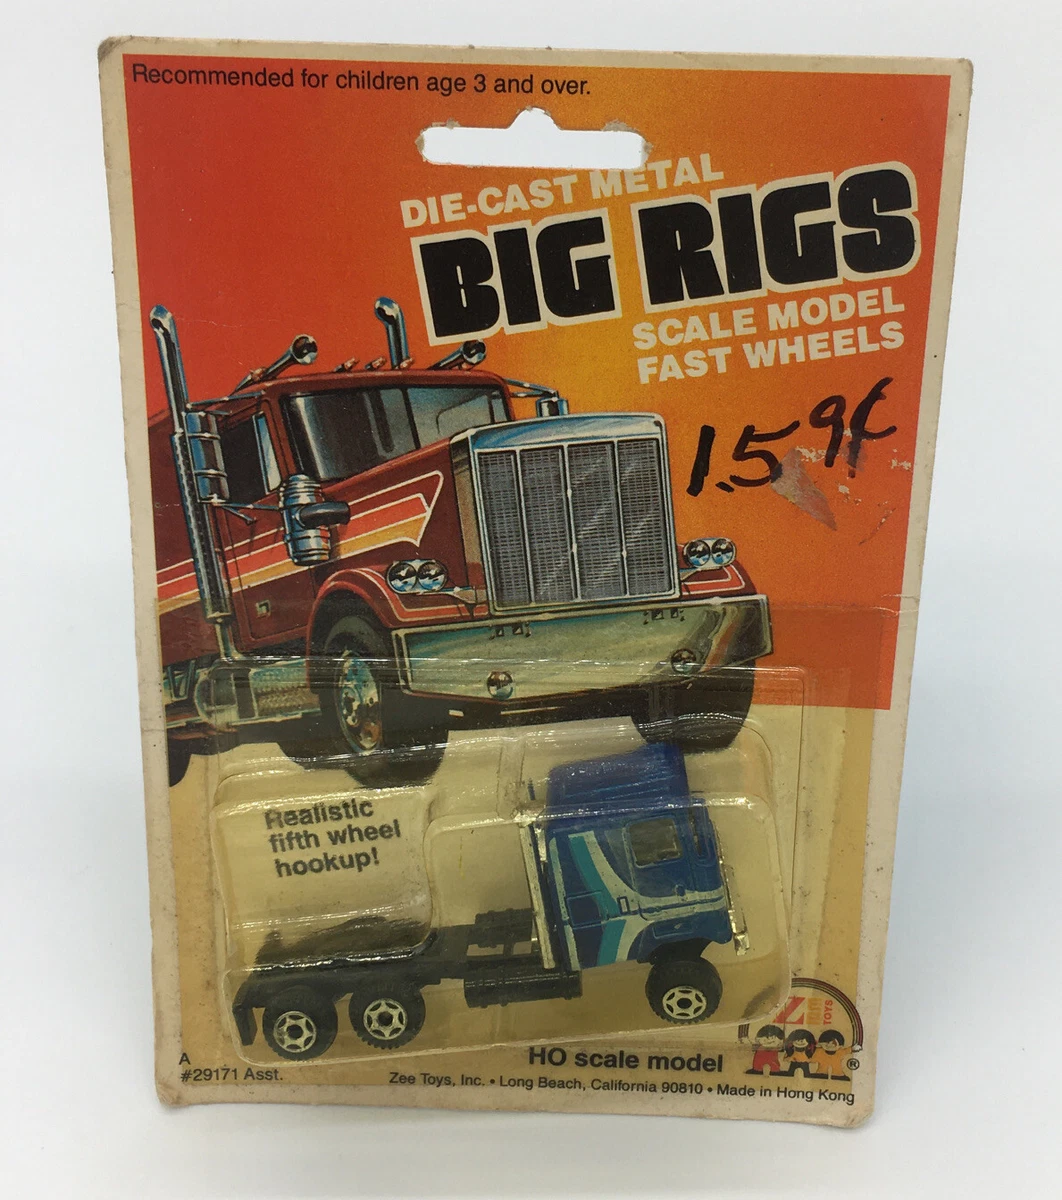 Recommended for children age 3 and over.
DIE-CAST METAL
BIG RIGS
SCALE MODEL
FAST WHEELS
1.59¢
Realistic
fifth wheel
hookup!
Z
TOYS
HO scale model
®
A
#29171 Asst.
Zee Toys, Inc. • Long Beach, California 90810 • Made in Hong Kong